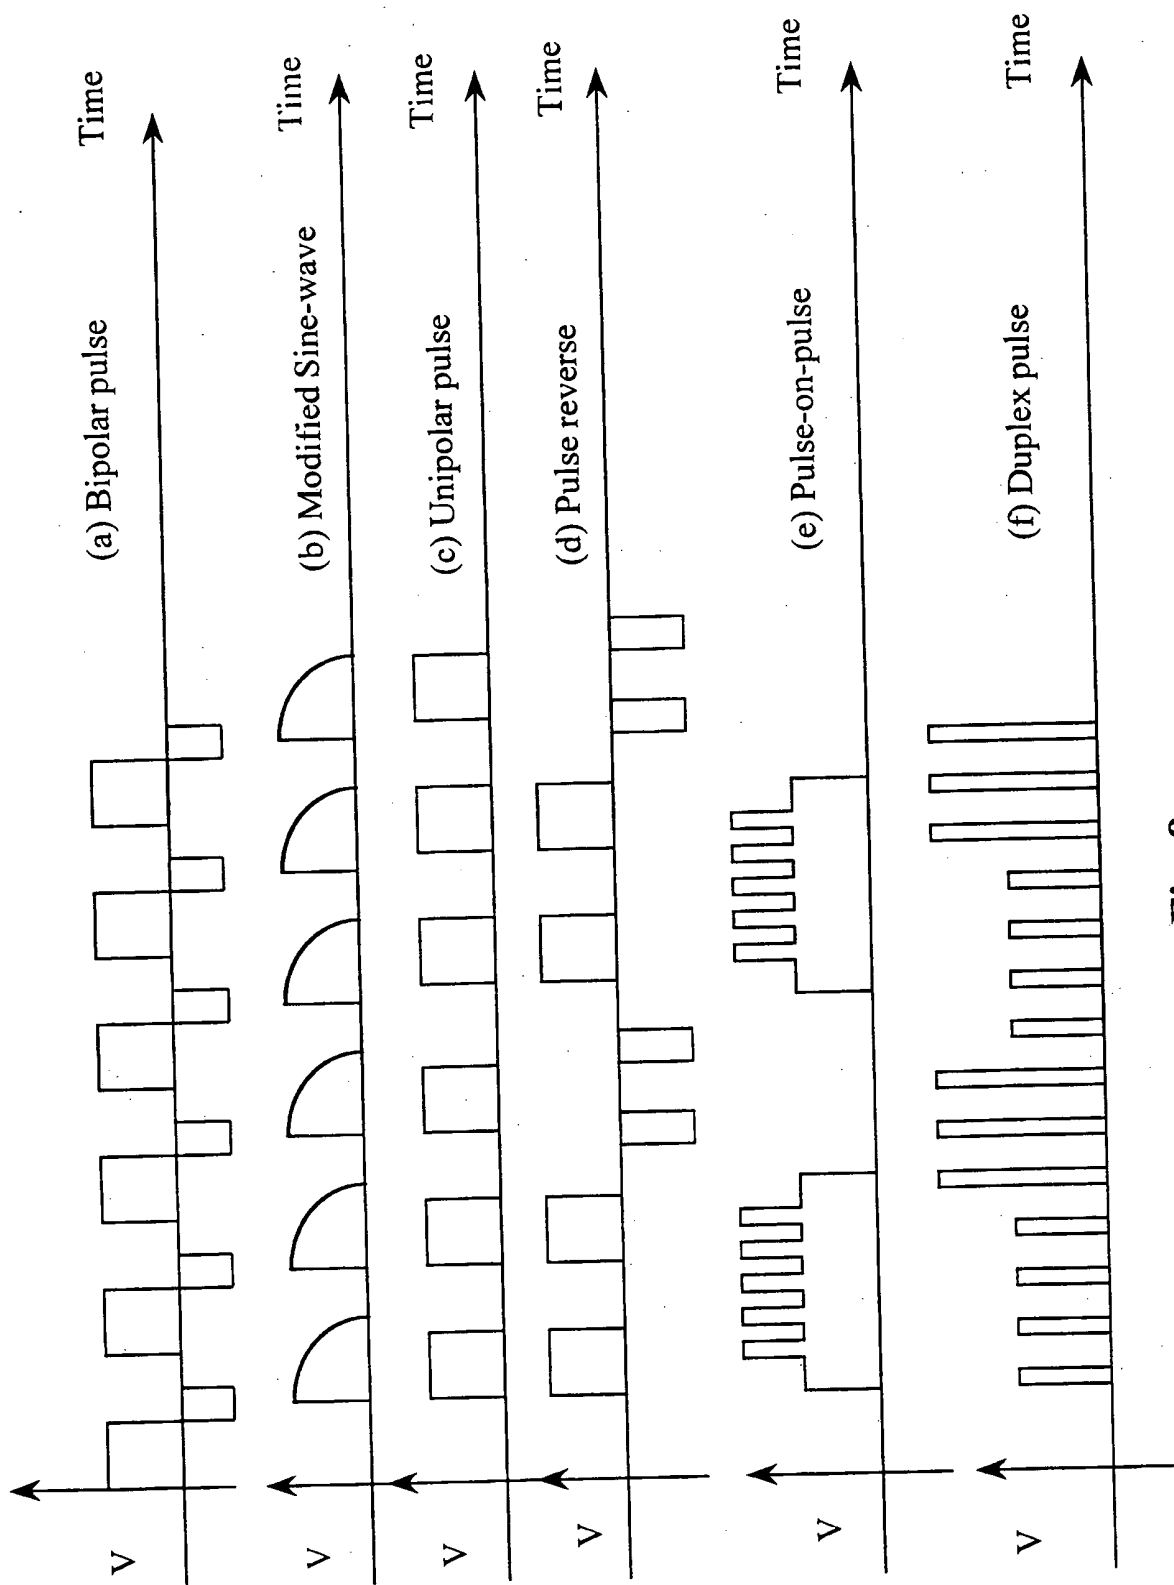 V
(a) Bipolar pulse
Time
V
(b) Modified Sine-wave
Time
V
(c) Unipolar pulse
Time
V
(d) Pulse reverse
Time
V
(e) Pulse-on-pulse
Time
V
(f) Duplex pulse
Time